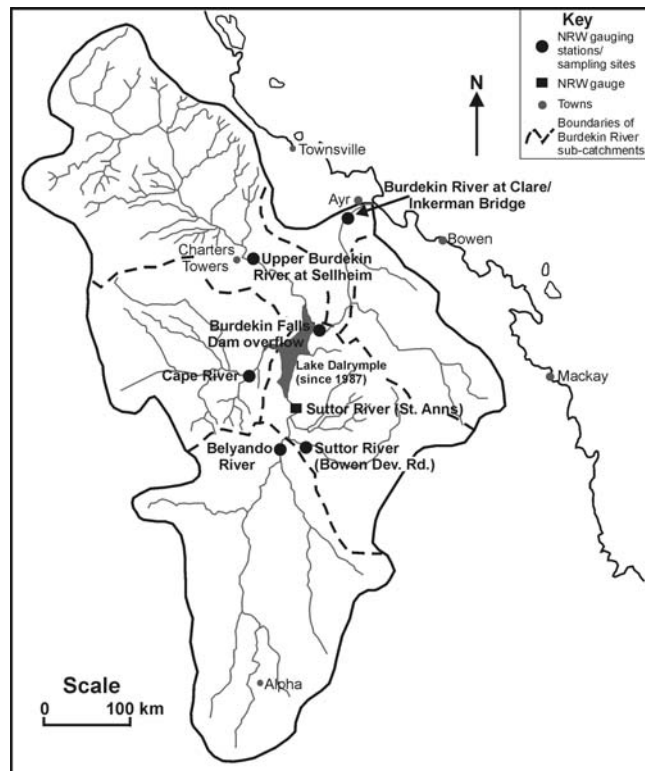 Key
NRW gauging
stations/
sampling sites
NRW gauge
Towns
Boundaries of
Burdekin River
sub-catchments
N
Townsville
Ayr
Burdekin River at Clare/
Inkerman Bridge
Bowen
Charters
Towers
Upper Burdekin
River at Sellheim
Burdekin Falls
Dam overflow
Lake Dalrymple
(since 1987)
Cape River
Mackay
Suttor River (St. Anns)
Belyando
River
Suttor River
(Bowen Dev. Rd.)
Alpha
Scale
0 100 km